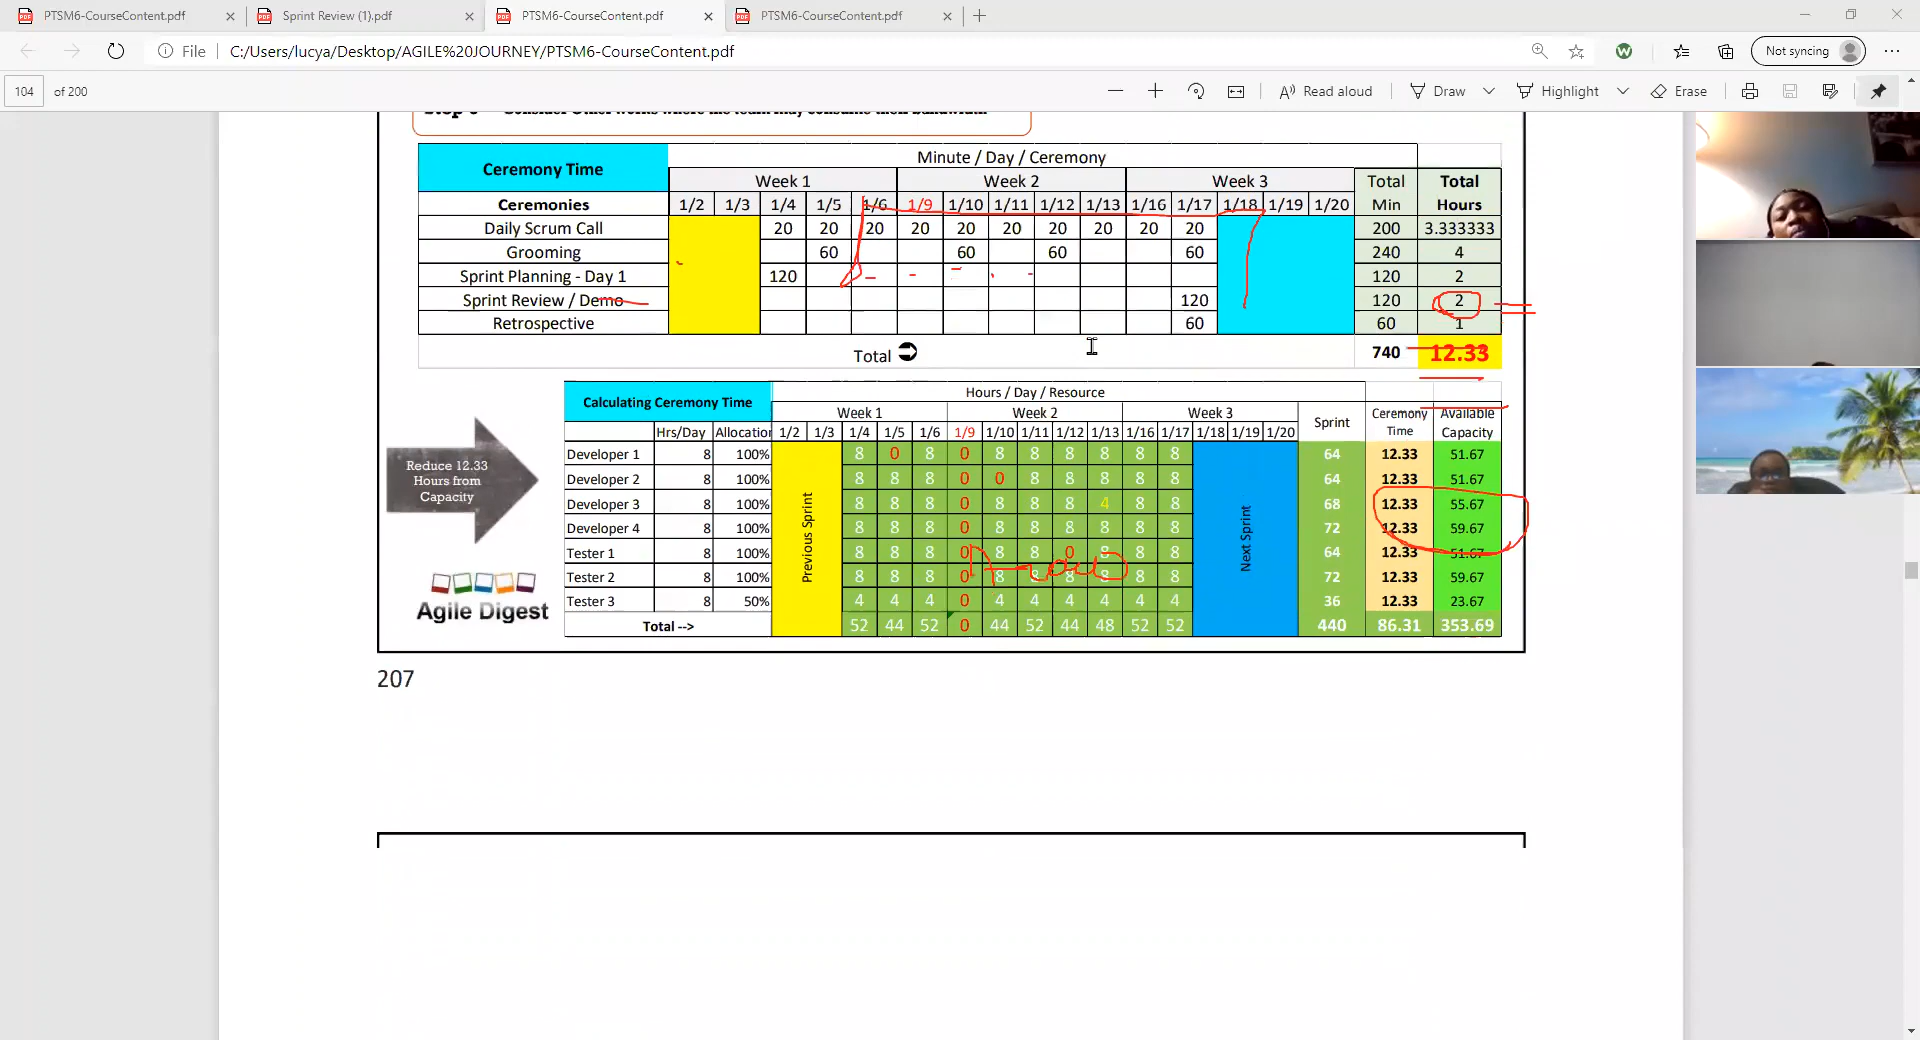 PTSM6-CourseContent.pdf Sprint Review (1).pdf PTSM6-CourseContent.pdf PTSM6-CourseContent.pdf
File C:/Users/lucya/Desktop/AGILE%20JOURNEY/PTSM6-CourseContent.pdf Not syncing
104 of 200 Read aloud Draw Highlight Erase
Ceremony Time Minute / Day / Ceremony
Week 1 Week 2 Week 3 Total Min Total Hours
Ceremonies 1/2 1/3 1/4 1/5 1/6 1/9 1/10 1/11 1/12 1/13 1/16 1/17 1/18 1/19 1/20
Daily Scrum Call 20 20 20 20 20 20 20 20 20 20 200 3.333333
Grooming 60 60 60 60 240 4
Sprint Planning - Day 1 120 120 2
Sprint Review / Demo 120 120 2
Retrospective 60 60 1
Total 740 12.33
Calculating Ceremony Time Hours / Day / Resource
Week 1 Week 2 Week 3 Sprint Ceremony Time Available Capacity
Hrs/Day Allocation 1/2 1/3 1/4 1/5 1/6 1/9 1/10 1/11 1/12 1/13 1/16 1/17 1/18 1/19 1/20
Developer 1 8 100% 8 0 8 0 8 8 8 8 8 8 64 12.33 51.67
Developer 2 8 100% 8 8 8 0 0 8 8 8 8 8 64 12.33 51.67
Developer 3 8 100% 8 8 8 0 8 8 8 4 8 8 68 12.33 55.67
Developer 4 8 100% 8 8 8 0 8 8 8 8 8 8 72 12.33 59.67
Tester 1 8 100% 8 8 8 0 8 8 0 8 8 8 64 12.33 51.67
Tester 2 8 100% 8 8 8 0 8 8 8 8 8 8 72 12.33 59.67
Tester 3 8 50% 4 4 4 0 4 4 4 4 4 4 36 12.33 23.67
Total --> 52 44 52 0 44 52 44 48 52 52 440 86.31 353.69
Previous Sprint
Next Sprint
Reduce 12.33
Hours from
Capacity
Agile Digest
207